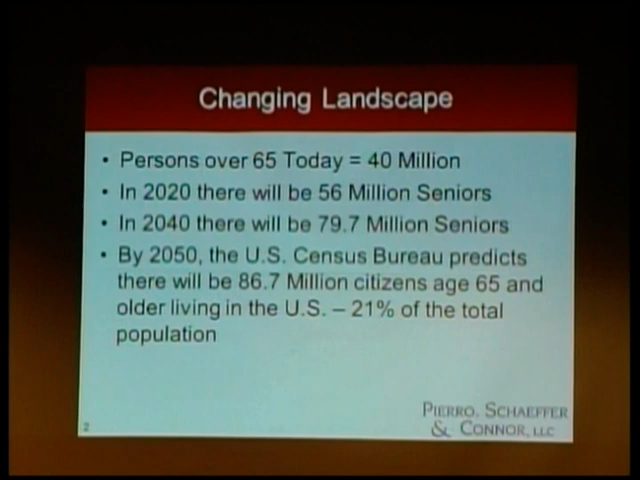 Changing Landscape
• Persons over 65 Today = 40 Million
• In 2020 there will be 56 Million Seniors
• In 2040 there will be 79.7 Million Seniors
• By 2050, the U.S. Census Bureau predicts
there will be 86.7 Million citizens age 65 and
older living in the U.S. – 21% of the total
population
PIERRO, SCHAEFFER
& CONNOR, LLC
2